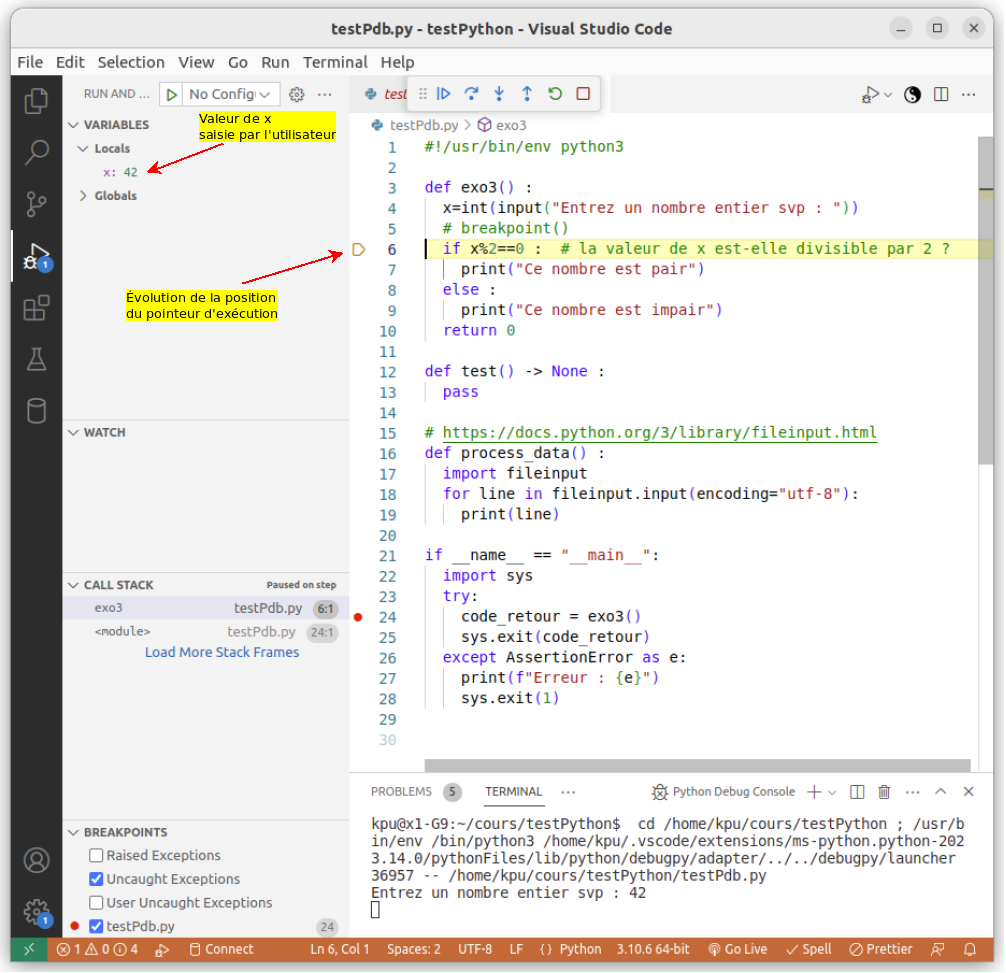 testPdb.py - testPython - Visual Studio Code
File Edit Selection View Go Run Terminal Help
RUN AND ... No Config ...
VARIABLES
Locals
x: 42
Globals
Valeur de x
saisie par l'utilisateur
Évolution de la position
du pointeur d'exécution
WATCH
CALL STACK Paused on step
exo3 testPdb.py 6:1
<module> testPdb.py 24:1
Load More Stack Frames
BREAKPOINTS
Raised Exceptions
Uncaught Exceptions
User Uncaught Exceptions
testPdb.py 24
1
1
test
testPdb.py > exo3
1 #!/usr/bin/env python3
2
3 def exo3() :
4   x=int(input("Entrez un nombre entier svp : "))
5   # breakpoint()
6   if x%2==0 :  # la valeur de x est-elle divisible par 2 ?
7     print("Ce nombre est pair")
8   else :
9     print("Ce nombre est impair")
10   return 0
11
12 def test() -> None :
13   pass
14
15 # https://docs.python.org/3/library/fileinput.html
16 def process_data() :
17   import fileinput
18   for line in fileinput.input(encoding="utf-8"):
19     print(line)
20
21 if __name__ == "__main__":
22   import sys
23   try:
24     code_retour = exo3()
25     sys.exit(code_retour)
26   except AssertionError as e:
27     print(f"Erreur : {e}")
28     sys.exit(1)
29
30
PROBLEMS 5 TERMINAL ... Python Debug Console
kpu@x1-G9:~/cours/testPython$  cd /home/kpu/cours/testPython ; /usr/b
in/env /bin/python3 /home/kpu/.vscode/extensions/ms-python.python-202
3.14.0/pythonFiles/lib/python/debugpy/adapter/../../debugpy/launcher
36957 -- /home/kpu/cours/testPython/testPdb.py
Entrez un nombre entier svp : 42
1 0 4 Connect Ln 6, Col 1 Spaces: 2 UTF-8 LF {} Python 3.10.6 64-bit Go Live Spell Prettier